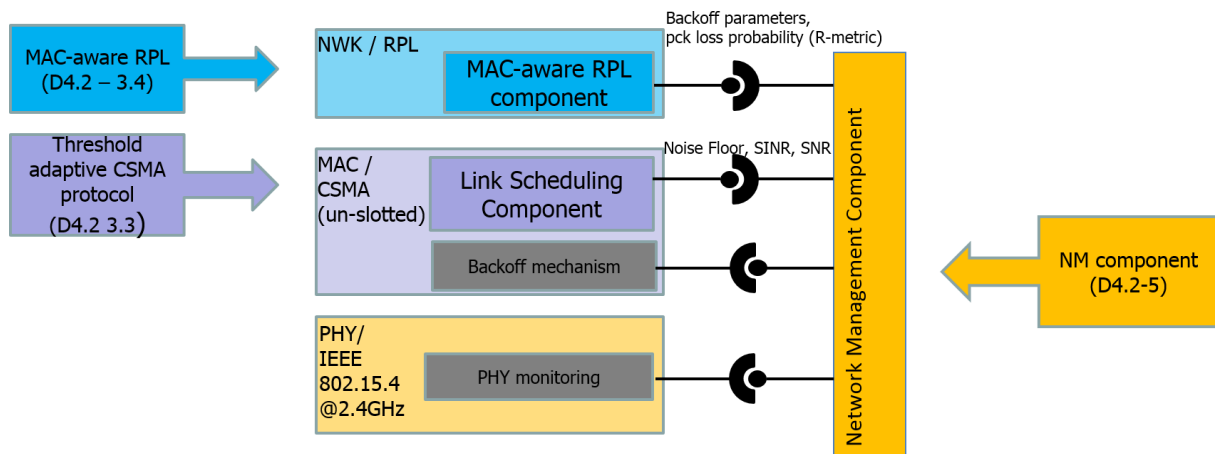 MAC-aware RPL
(D4.2 – 3.4)
Threshold
adaptive CSMA
protocol
(D4.2 3.3)
NWK / RPL
MAC-aware RPL
component
Backoff parameters,
pck loss probability (R-metric)
MAC /
CSMA
(un-slotted)
Link Scheduling
Component
Noise Floor, SINR, SNR
Backoff mechanism
PHY/
IEEE
802.15.4
@2.4GHz
PHY monitoring
Network Management Component
NM component
(D4.2-5)